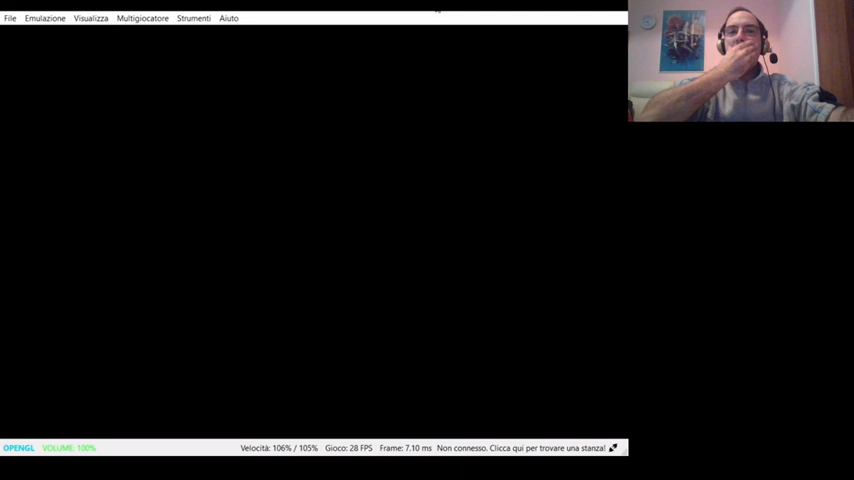 File Emulazione Visualizza Multigiocatore Strumenti Aiuto
OPENGL VOLUME: 100% Velocità: 106% / 105% Gioco: 28 FPS Frame: 7.10 ms Non connesso. Clicca qui per trovare una stanza!